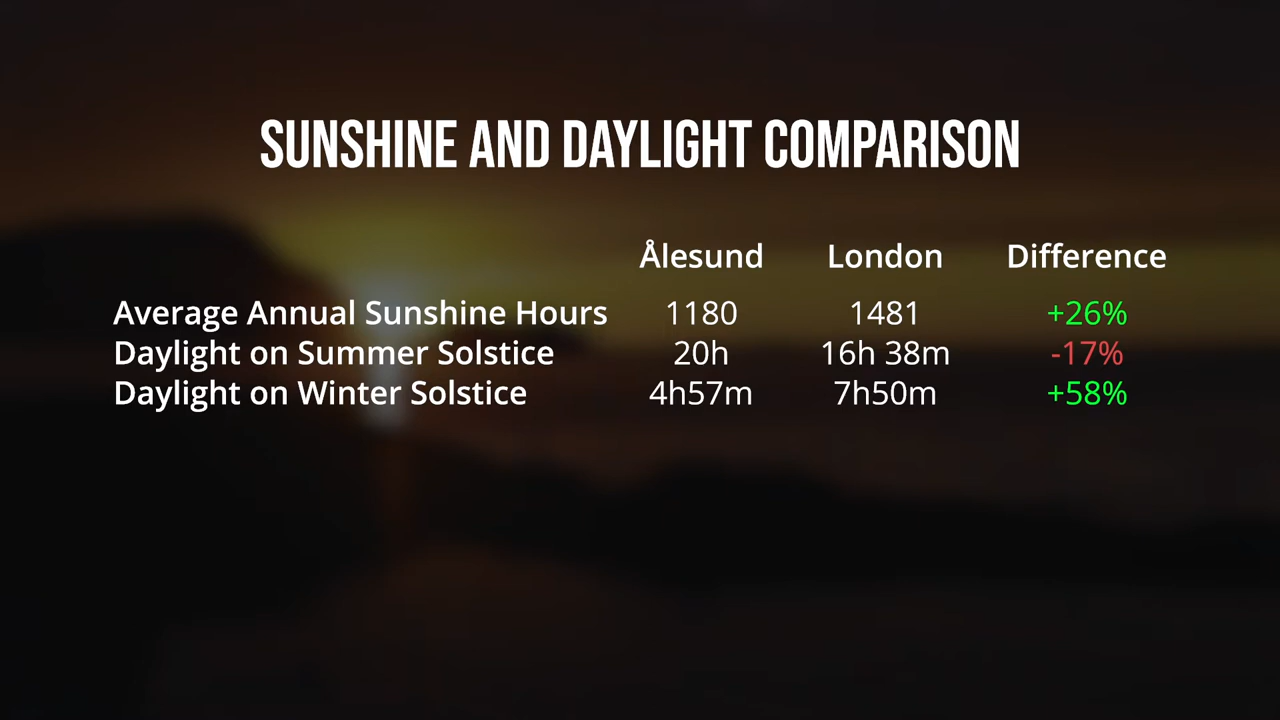 SUNSHINE AND DAYLIGHT COMPARISON
Ålesund London Difference
Average Annual Sunshine Hours 1180 1481 +26%
Daylight on Summer Solstice 20h 16h 38m -17%
Daylight on Winter Solstice 4h57m 7h50m +58%